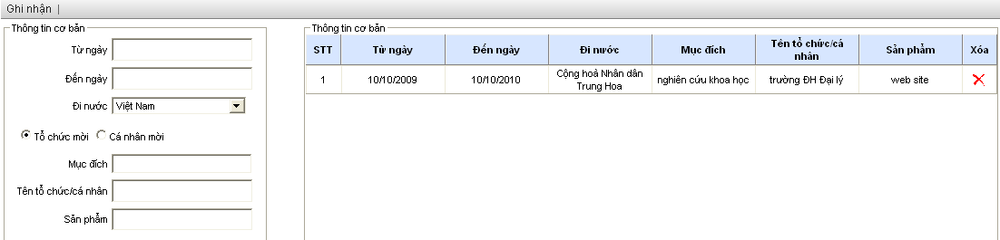 Ghi nhận |
Thông tin cơ bản
Từ ngày
Đến ngày
Đi nước Việt Nam
Tổ chức mời Cá nhân mời
Mục đích
Tên tổ chức/cá nhân
Sản phẩm
Thông tin cơ bản
STT Từ ngày Đến ngày Đi nước Mục đích Tên tổ chức/cá nhân Sản phẩm Xóa
1 10/10/2009 10/10/2010 Cộng hoà Nhân dân Trung Hoa nghiên cứu khoa học trường ĐH Đại lý web site